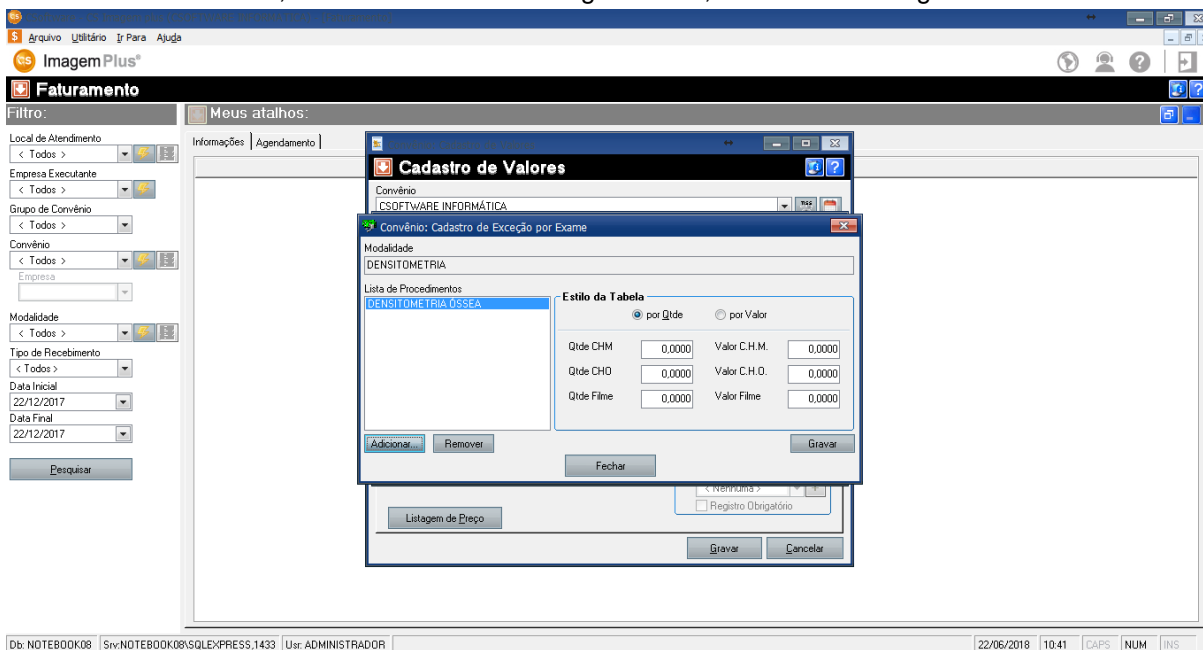 Arquivo Utilitário Ir Para Ajuda
cs ImagemPlus®
Faturamento
Filtro:
Meus atalhos:
Local de Atendimento
< Todos >
Empresa Executante
< Todos >
Grupo de Convênio
< Todos >
Convênio
< Todos >
Empresa
Modalidade
< Todos >
Tipo de Recebimento
< Todos >
Data Inicial
22/12/2017
Data Final
22/12/2017
Pesquisar
Informações Agendamento
Cadastro de Valores
Convênio
CSOFTWARE INFORMÁTICA
Convênio: Cadastro de Exceção por Exame
Modalidade
DENSITOMETRIA
Lista de Procedimentos
DENSITOMETRIA ÓSSEA
Estilo da Tabela
por Qtde por Valor
Qtde CHM 0,0000 Valor C.H.M. 0,0000
Qtde CHO 0,0000 Valor C.H.O. 0,0000
Qtde Filme 0,0000 Valor Filme 0,0000
Adicionar... Remover Gravar
Fechar
< Nenhuma >
Registro Obrigatório
Listagem de Preço
Gravar Cancelar
Db: NOTEBOOK08 Srv:NOTEBOOK08\SQLEXPRESS,1433 Usr: ADMINISTRADOR 22/06/2018 10:41 CAPS NUM INS